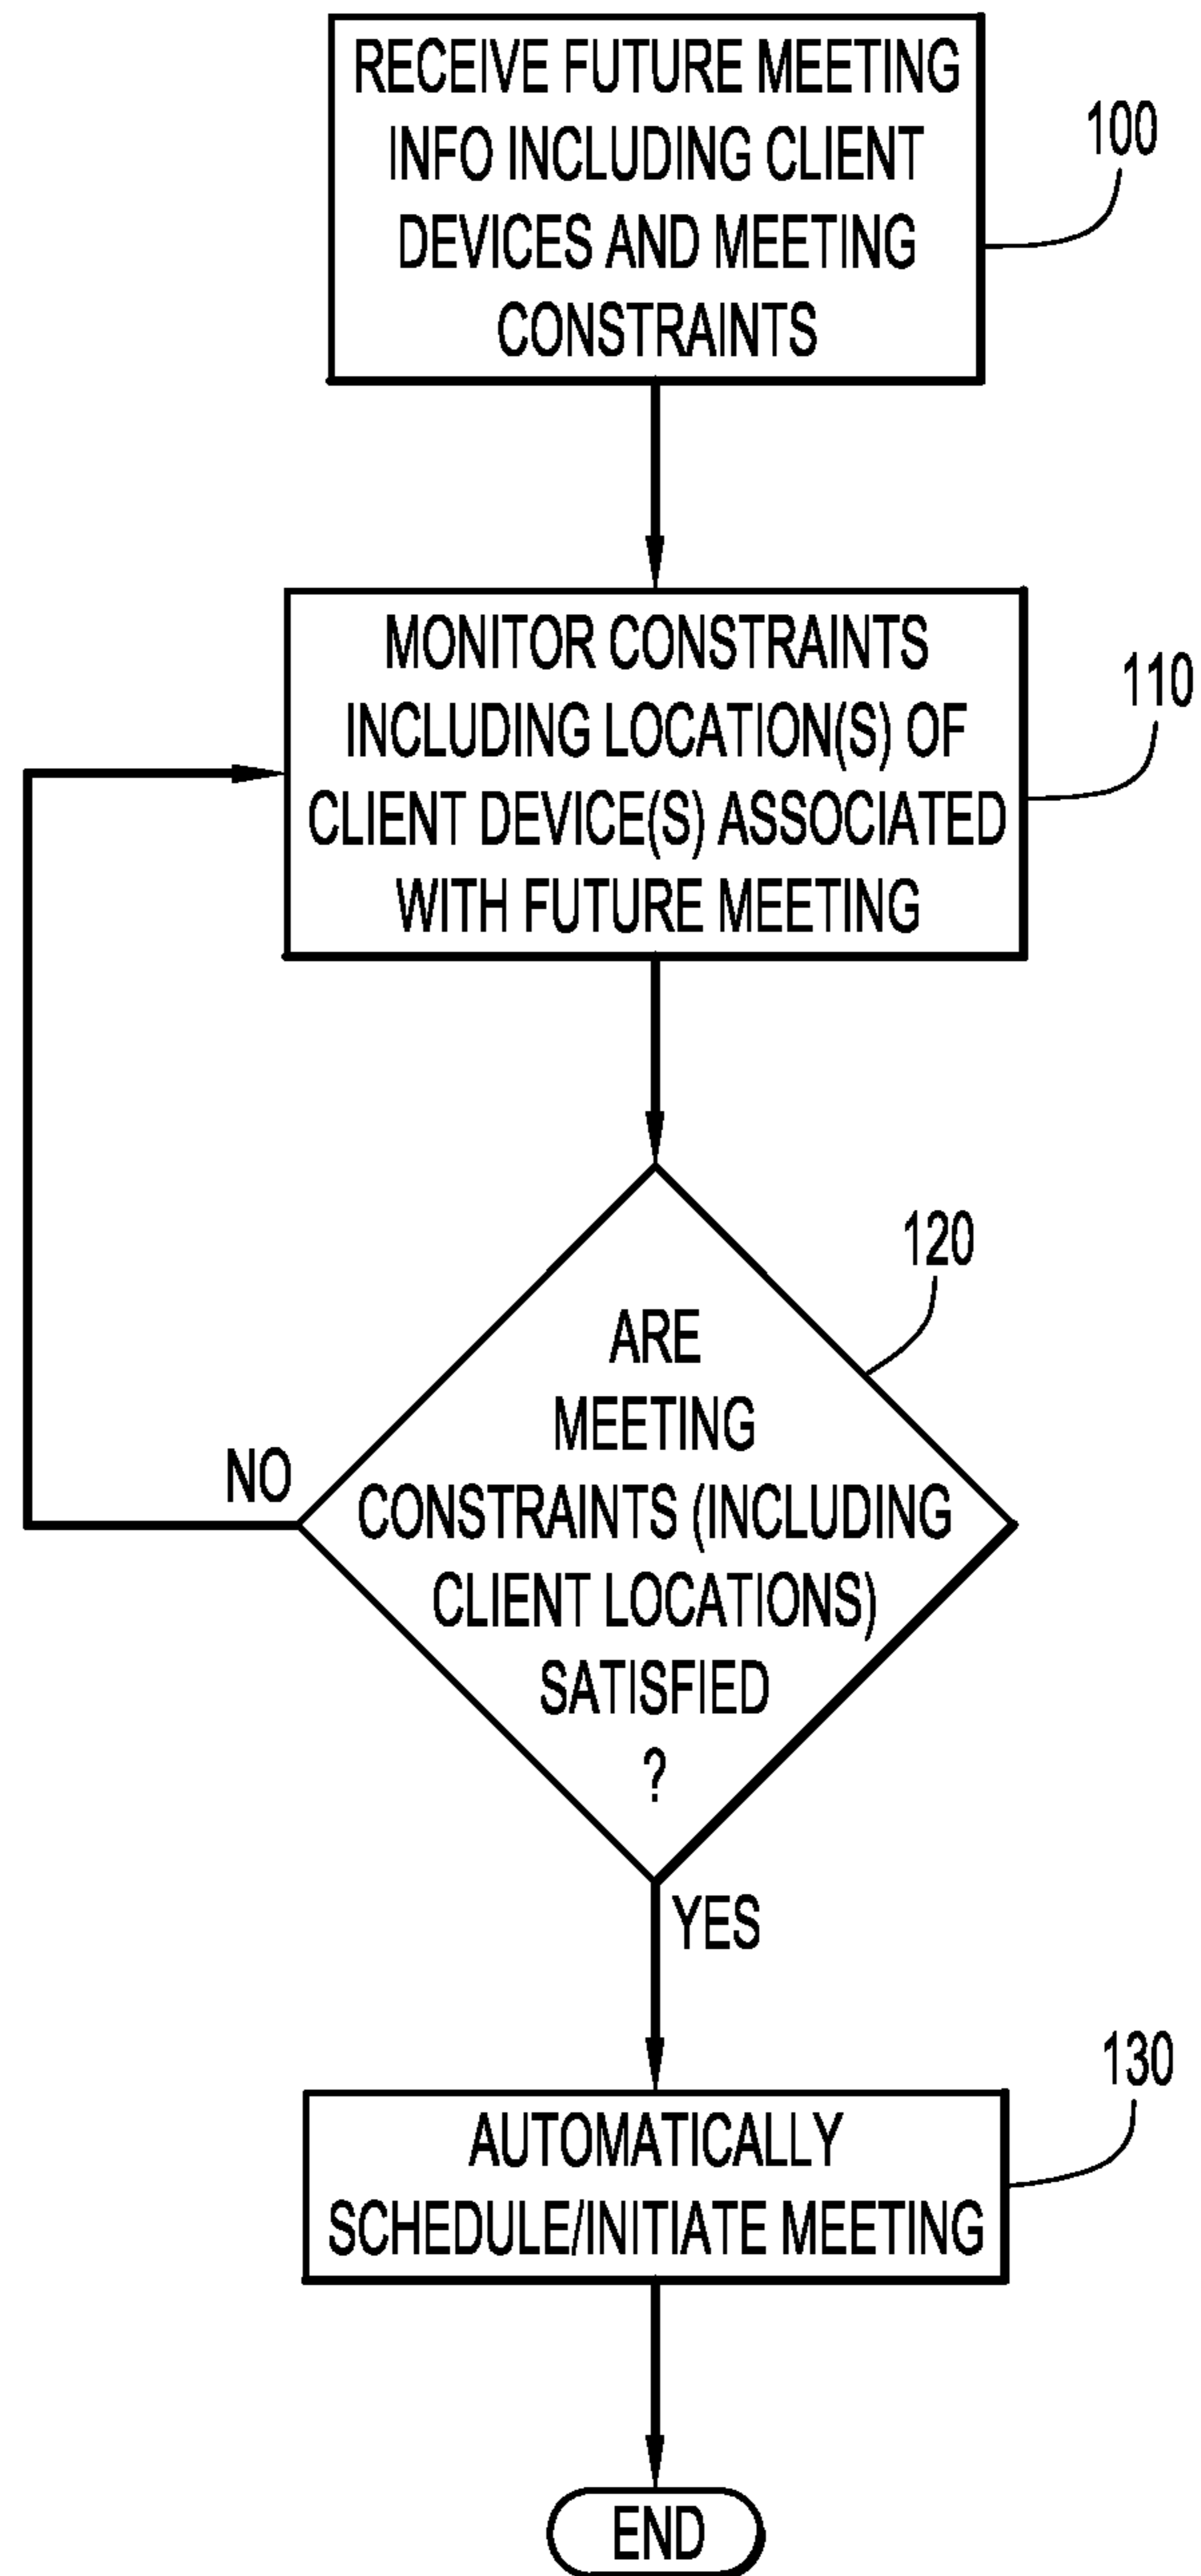 RECEIVE FUTURE MEETING
INFO INCLUDING CLIENT
DEVICES AND MEETING
CONSTRAINTS
100
MONITOR CONSTRAINTS
INCLUDING LOCATION(S) OF
CLIENT DEVICE(S) ASSOCIATED
WITH FUTURE MEETING
110
ARE
MEETING
CONSTRAINTS (INCLUDING
CLIENT LOCATIONS)
SATISFIED
?
120
NO
YES
AUTOMATICALLY
SCHEDULE/INITIATE MEETING
130
END